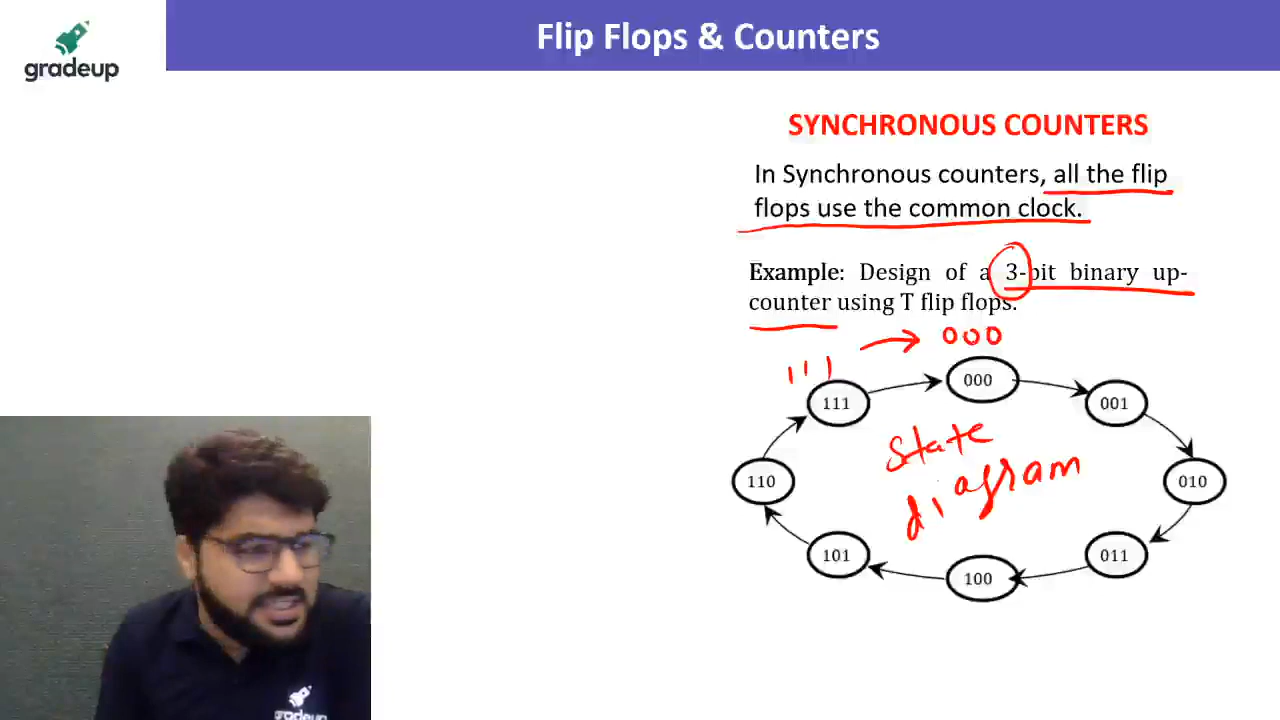 Flip Flops & Counters
gradeup
SYNCHRONOUS COUNTERS
In Synchronous counters, all the flip
flops use the common clock.
Example: Design of a 3-bit binary up-
counter using T flip flops.
000
111
000
111
001
State
diagram
110
010
101
011
100
gradeup